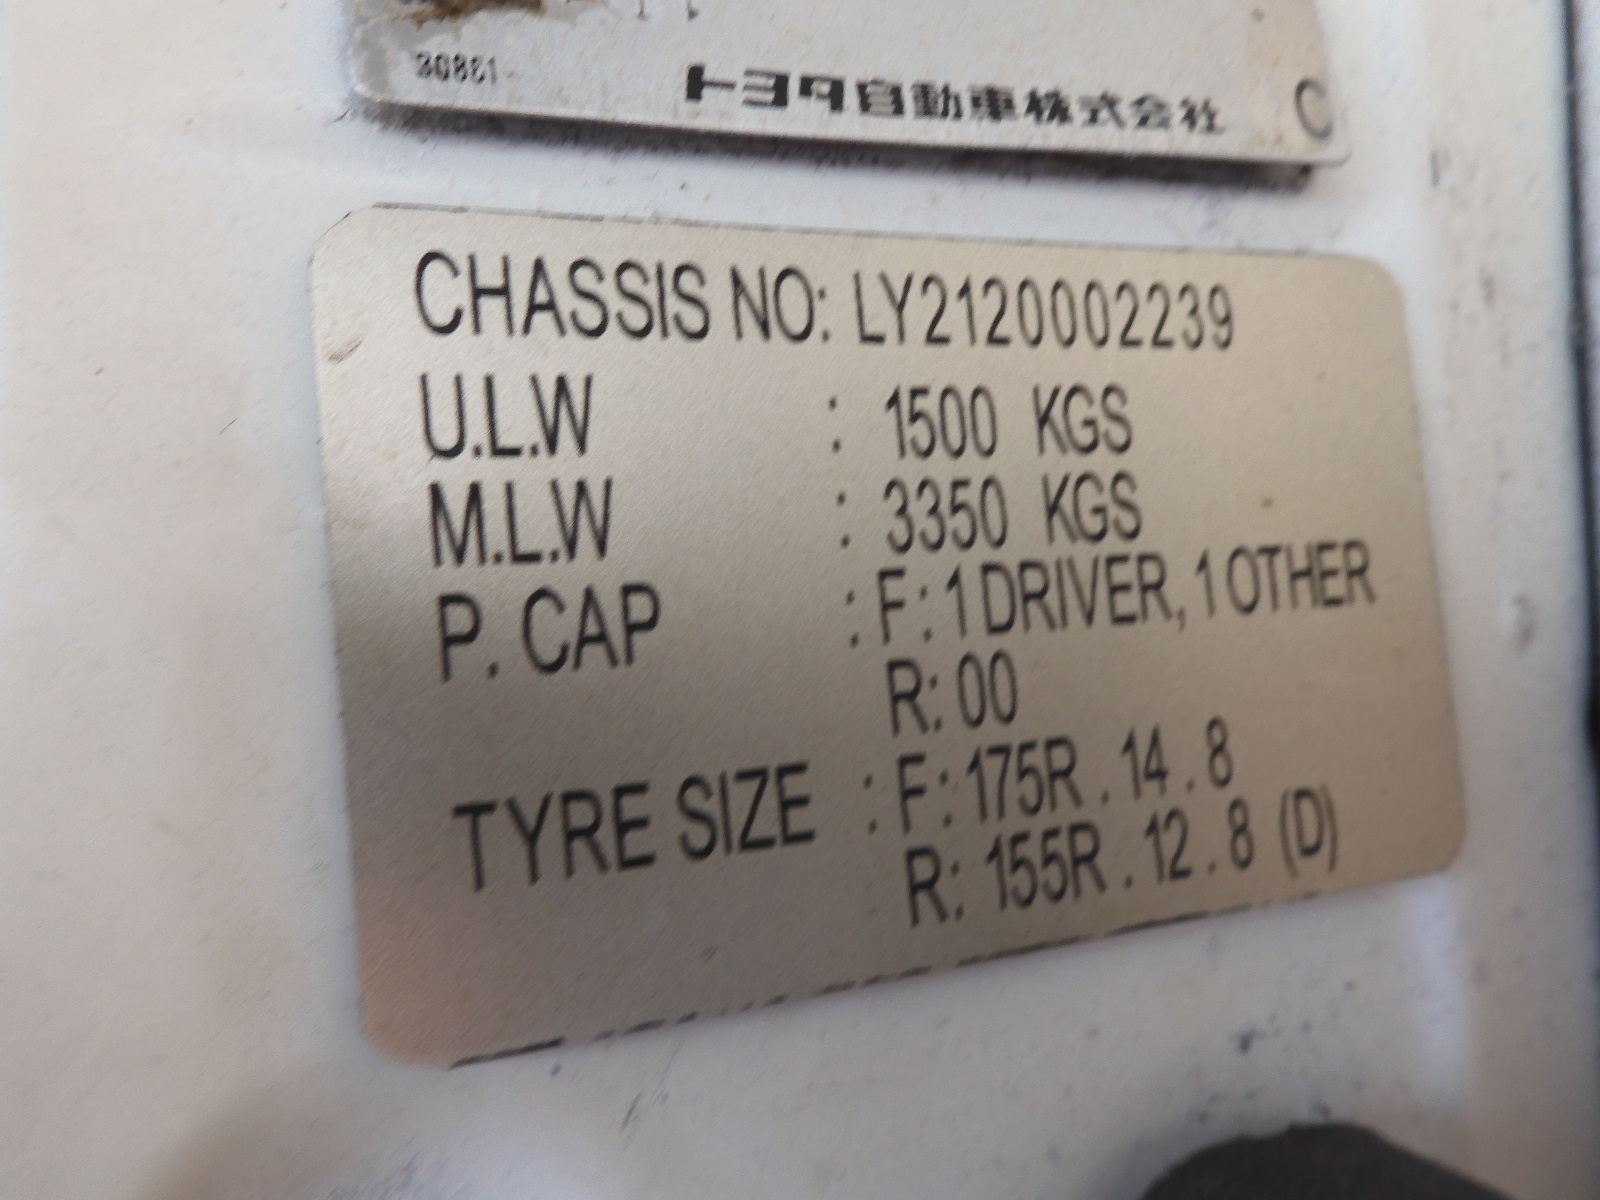 30881
トヨタ自動車株式会社 C
CHASSIS NO: LY2120002239
U.L.W : 1500 KGS
M.L.W : 3350 KGS
P. CAP : F: 1 DRIVER, 1 OTHER
R: 00
TYRE SIZE : F: 175R . 14 . 8
R: 155R . 12 . 8 (D)